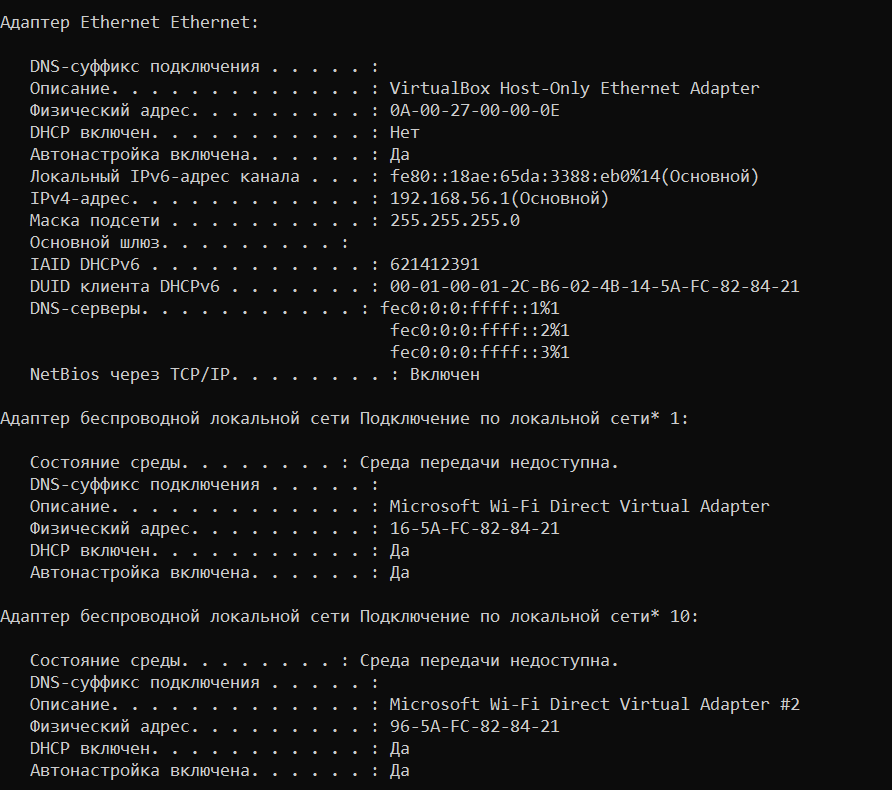 Адаптер Ethernet Ethernet:
DNS-суффикс подключения . . . . . :
Описание. . . . . . . . . . . . . : VirtualBox Host-Only Ethernet Adapter
Физический адрес. . . . . . . . . : 0A-00-27-00-00-0E
DHCP включен. . . . . . . . . . . : Нет
Автонастройка включена. . . . . . : Да
Локальный IPv6-адрес канала . . . : fe80::18ae:65da:3388:eb0%14(Основной)
IPv4-адрес. . . . . . . . . . . . : 192.168.56.1(Основной)
Маска подсети . . . . . . . . . . : 255.255.255.0
Основной шлюз. . . . . . . . . :
IAID DHCPv6 . . . . . . . . . . . : 621412391
DUID клиента DHCPv6 . . . . . . . : 00-01-00-01-2C-B6-02-4B-14-5A-FC-82-84-21
DNS-серверы. . . . . . . . . . . : fec0:0:0:ffff::1%1
fec0:0:0:ffff::2%1
fec0:0:0:ffff::3%1
NetBios через TCP/IP. . . . . . . . : Включен
Адаптер беспроводной локальной сети Подключение по локальной сети* 1:
Состояние среды. . . . . . . . : Среда передачи недоступна.
DNS-суффикс подключения . . . . . :
Описание. . . . . . . . . . . . . : Microsoft Wi-Fi Direct Virtual Adapter
Физический адрес. . . . . . . . . : 16-5A-FC-82-84-21
DHCP включен. . . . . . . . . . . : Да
Автонастройка включена. . . . . . : Да
Адаптер беспроводной локальной сети Подключение по локальной сети* 10:
Состояние среды. . . . . . . . : Среда передачи недоступна.
DNS-суффикс подключения . . . . . :
Описание. . . . . . . . . . . . . : Microsoft Wi-Fi Direct Virtual Adapter #2
Физический адрес. . . . . . . . . : 96-5A-FC-82-84-21
DHCP включен. . . . . . . . . . . : Да
Автонастройка включена. . . . . . : Да